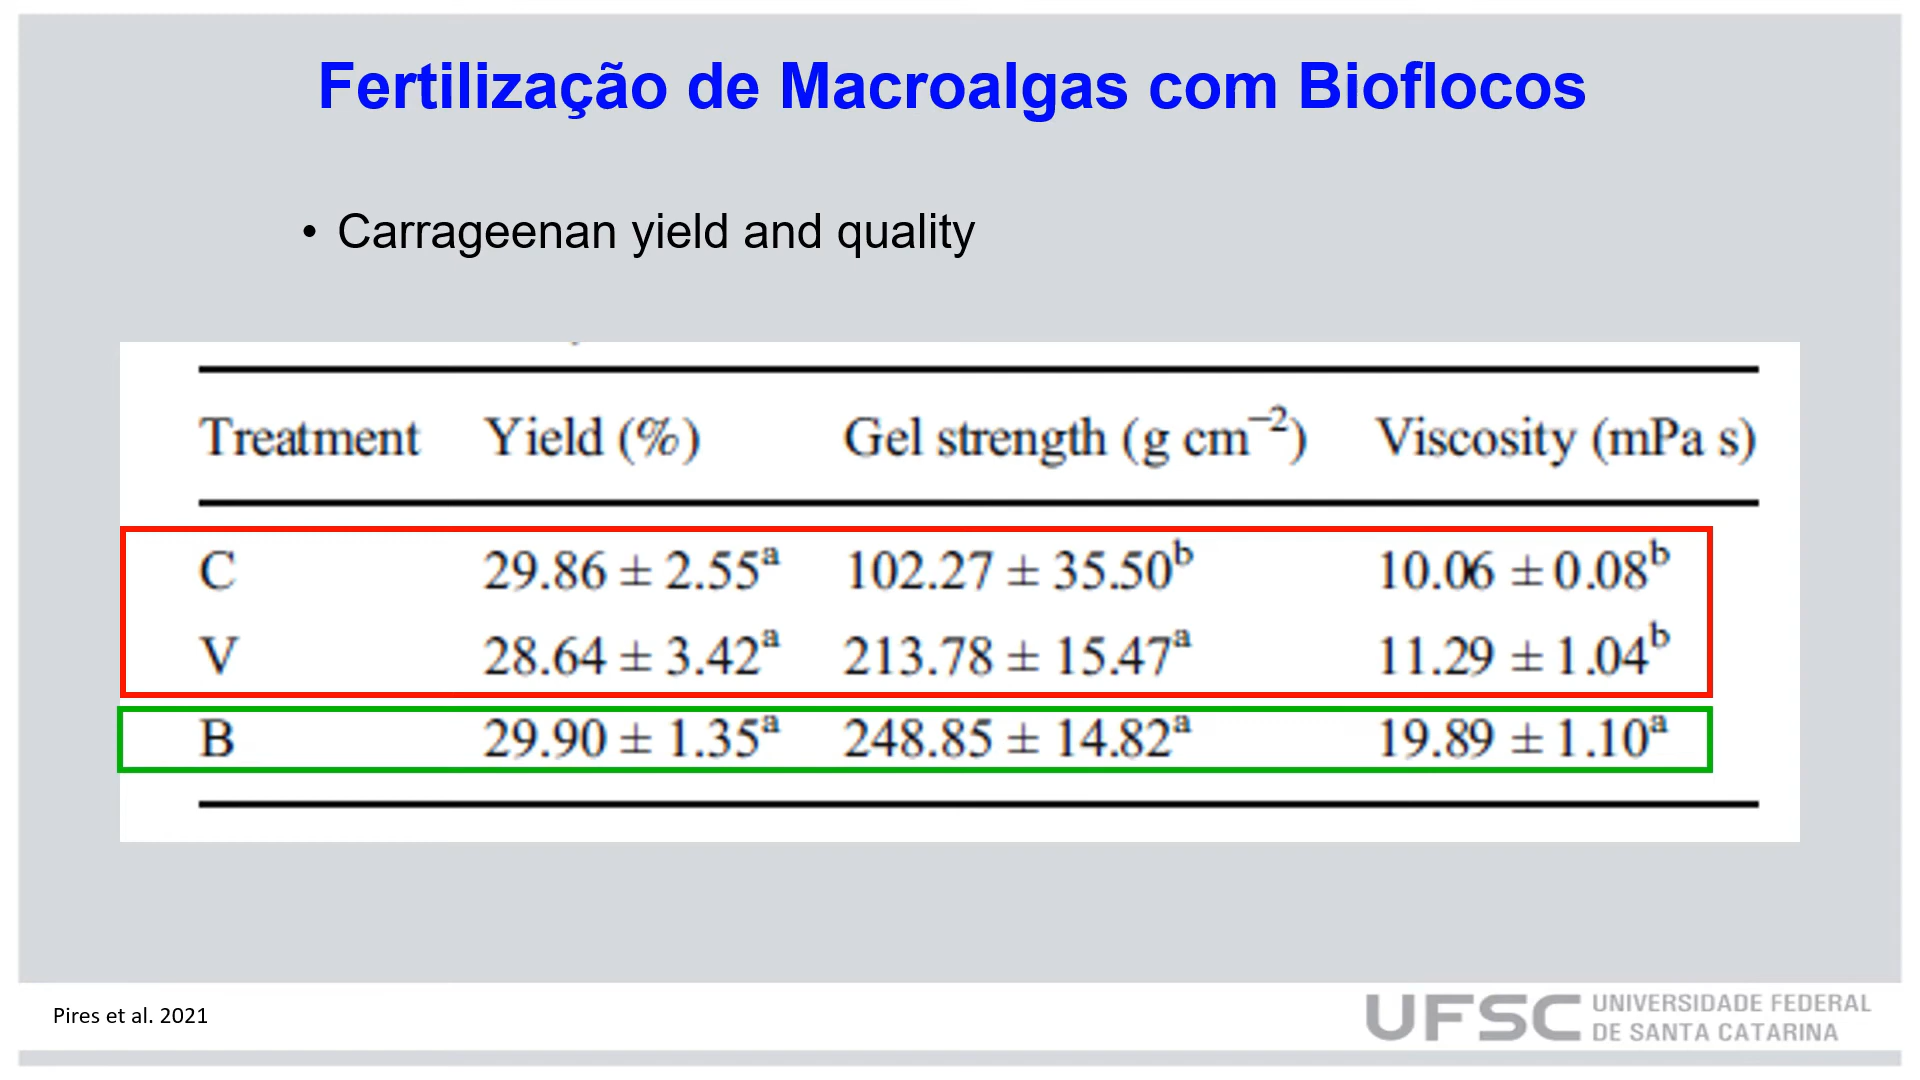 Fertilização de Macroalgas com Bioflocos
• Carrageenan yield and quality
Treatment Yield (%) Gel strength (g cm⁻²) Viscosity (mPa s)
C 29.86 ± 2.55ᵃ 102.27 ± 35.50ᵇ 10.06 ± 0.08ᵇ
V 28.64 ± 3.42ᵃ 213.78 ± 15.47ᵃ 11.29 ± 1.04ᵇ
B 29.90 ± 1.35ᵃ 248.85 ± 14.82ᵃ 19.89 ± 1.10ᵃ
Pires et al. 2021
UFSC UNIVERSIDADE FEDERAL
DE SANTA CATARINA